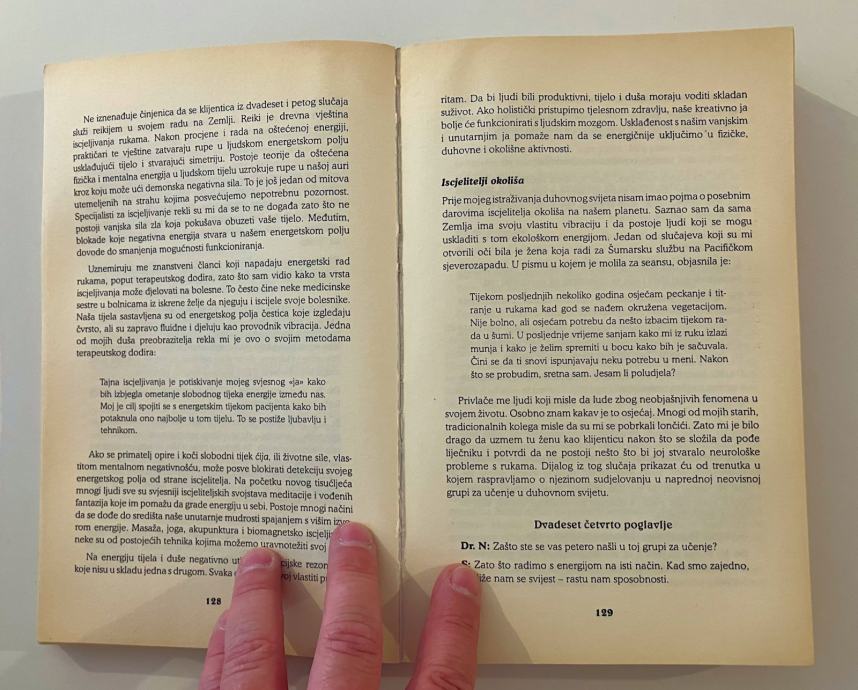 Ne iznenađuje činjenica da se klijentica iz dvadeset i petog slučaja
služi reikijem u svojem radu na Zemlji. Reiki je drevna vještina
iscjeljivanja rukama. Nakon procjene i rada na oštećenoj energiji,
praktičari te vještine zatvaraju rupe u ljudskom energetskom polju
usklađujući tijelo i stvarajući simetriju. Postoje teorije da oštećena
fizička i mentalna energija u ljudskom tijelu uzrokuje rupe u našoj auri
kroz koju može ući demonska negativna sila. To je još jedan od mitova
utemeljenih na strahu kojima posvećujemo nepotrebnu pozornost.
Specijalisti za iscjeljivanje rekli su mi da se to ne događa zato što ne
postoji vanjska sila zla koja pokušava obuzeti vaše tijelo. Međutim,
blokade koje negativna energija stvara u našem energetskom polju
dovode do smanjenja mogućnosti funkcioniranja.
Uznemiruju me znanstveni članci koji napadaju energetski rad
rukama, poput terapeutskog dodira, zato što sam vidio kako ta vrsta
iscjeljivanja može djelovati na bolesne. To često čine neke medicinske
sestre u bolnicama iz iskrene želje da njeguju i iscijele svoje bolesnike.
Naša tijela sastavljena su od energetskog polja čestica koje izgledaju
čvrsto, ali su zapravo fluidne i djeluju kao provodnik vibracija. Jedna
od mojih duša preobrazitelja rekla mi je ovo o svojim metodama
terapeutskog dodira:
Tajna iscjeljivanja je potiskivanje mojeg svjesnog «ja» kako
bih izbjegla ometanje slobodnog tijeka energije između nas.
Moj je cilj spojiti se s energetskim tijekom pacijenta kako bih
potaknula ono najbolje u tom tijelu. To se postiže ljubavlju i
tehnikom.
Ako se primatelj opire i koči slobodni tijek ćija, ili životne sile, vlas-
titom mentalnom negativnošću, može posve blokirati detekciju svojeg
energetskog polja od strane iscjelitelja. Na početku novog tisućljeća
mnogi ljudi sve su svjesniji iscjeliteljskih svojstava meditacije i vođenih
fantazija koje im pomažu da grade energiju u sebi. Postoje mnogi načini
da se dođe do središta naše unutarnje mudrosti spajanjem s višim
rom energije. Masaža, joga, akupunktura i biomagnetsko
neke su od postojećih tehnika kojima možemo uravnotežiti svoj
Na energiju tijela i duše negativno
koje nisu u skladu jedna s drugom. Svaka vlastiti
128
ritam. Da bi ljudi bili produktivni, tijelo i duša moraju voditi skladan
suživot. Ako holistički pristupimo tjelesnom zdravlju, naše kreativno ja
bolje će funkcionirati s ljudskim mozgom. Usklađenost s našim vanjskim
i unutarnjim ja pomaže nam da se energičnije uključimo u fizičke,
duhovne i okolišne aktivnosti.
Iscjelitelji okoliša
Prije mojeg istraživanja duhovnog svijeta nisam imao pojma o posebnim
darovima iscjelitelja okoliša na našem planetu. Saznao sam da sama
Zemlja ima svoju vlastitu vibraciju i da postoje ljudi koji se mogu
uskladiti s tom ekološkom energijom. Jedan od slučajeva koji su mi
otvorili oči bila je žena koja radi za Šumarsku službu na Pacifičkom
sjeverozapadu. U pismu u kojem je molila za seansu, objasnila je:
Tijekom posljednjih nekoliko godina osjećam peckanje i tit-
ranje u rukama kad god se nađem okružena vegetacijom.
Nije bolno, ali osjećam potrebu da nešto izbacim tijekom ra-
da u šumi. U posljednje vrijeme sanjam kako mi iz ruku izlazi
munja i kako je želim spremiti u bocu kako bih je sačuvala.
Čini se da ti snovi ispunjavaju neku potrebu u meni. Nakon
što se probudim, sretna sam. Jesam li poludjela?
Privlače me ljudi koji misle da lude zbog neobjašnjivih fenomena u
svojem životu. Osobno znam kakav je to osjećaj. Mnogi od mojih starih,
tradicionalnih kolega misle da su mi se pobrkali lončići. Zato mi je bilo
drago da uzmem tu ženu kao klijenticu nakon što se složila da pođe
liječniku i potvrdi da ne postoji nešto što bi joj stvaralo neurološke
probleme s rukama. Dijalog iz tog slučaja prikazat ću od trenutka u
kojem raspravljamo o njezinom sudjelovanju u naprednoj neovisnoj
grupi za učenje u duhovnom svijetu.
Dvadeset četvrto poglavlje
Dr. N: Zašto ste se vas petero našli u toj grupi za učenje?
S: Zato što radimo s energijom na isti način. Kad smo zajedno,
nam se svijest – rastu nam sposobnosti.
129